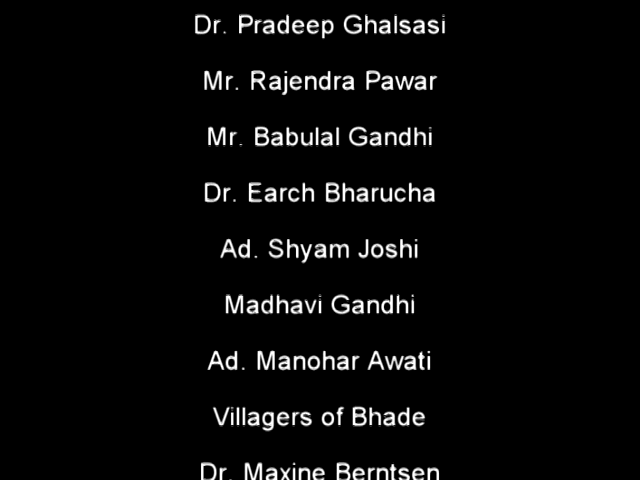 Dr. Pradeep Ghalsasi
Mr. Rajendra Pawar
Mr. Babulal Gandhi
Dr. Earch Bharucha
Ad. Shyam Joshi
Madhavi Gandhi
Ad. Manohar Awati
Villagers of Bhade
Dr. Maxine Berntsen